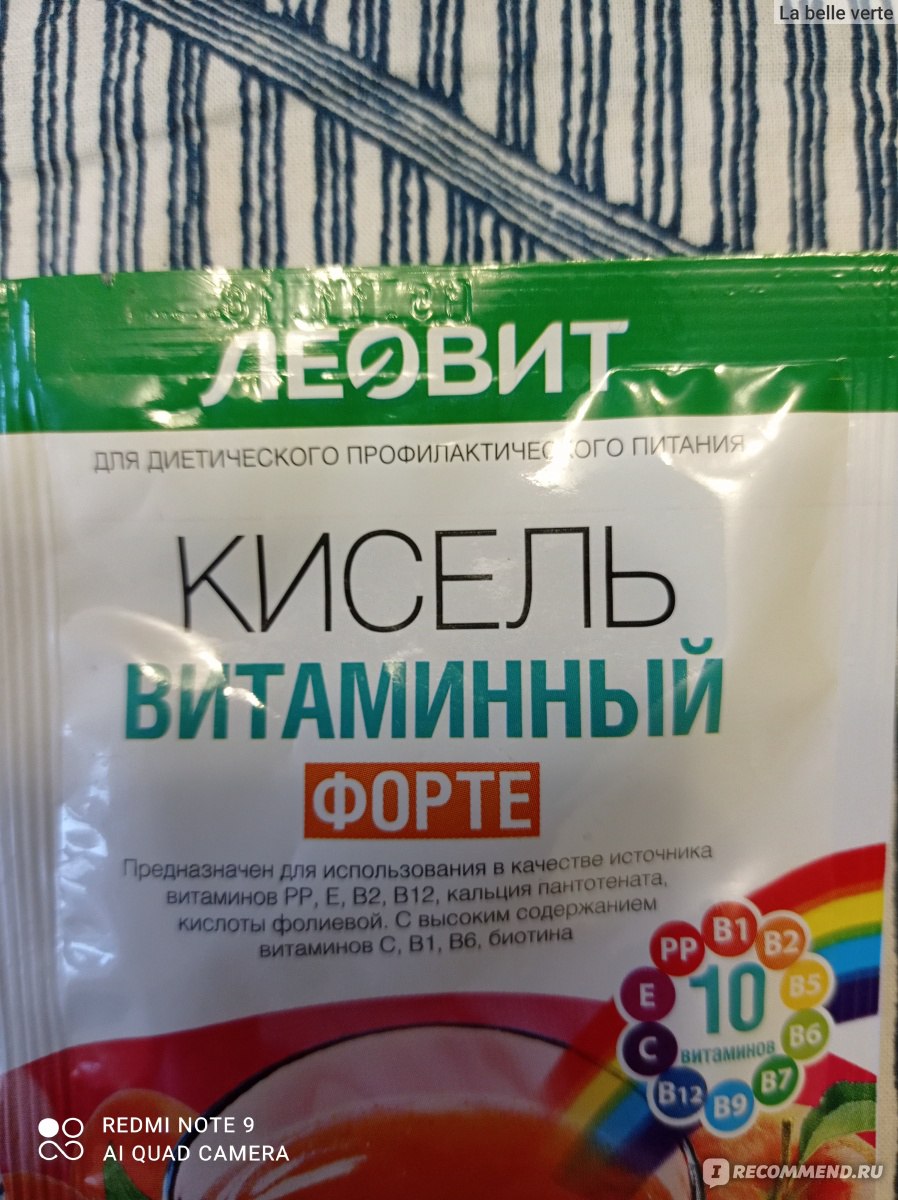 La belle verte
ЛЕОВИТ
ДЛЯ ДИЕТИЧЕСКОГО ПРОФИЛАКТИЧЕСКОГО ПИТАНИЯ
КИСЕЛЬ
ВИТАМИННЫЙ
ФОРТЕ
Предназначен для использования в качестве источника
витаминов РР, Е, В2, В12, кальция пантотената,
кислоты фолиевой. С высоким содержанием
витаминов С, В1, В6, биотина
PP B1 B2
E 10 B5
C витаминов B6
B12 B9 B7
REDMI NOTE 9
AI QUAD CAMERA
IRECOMMEND.RU